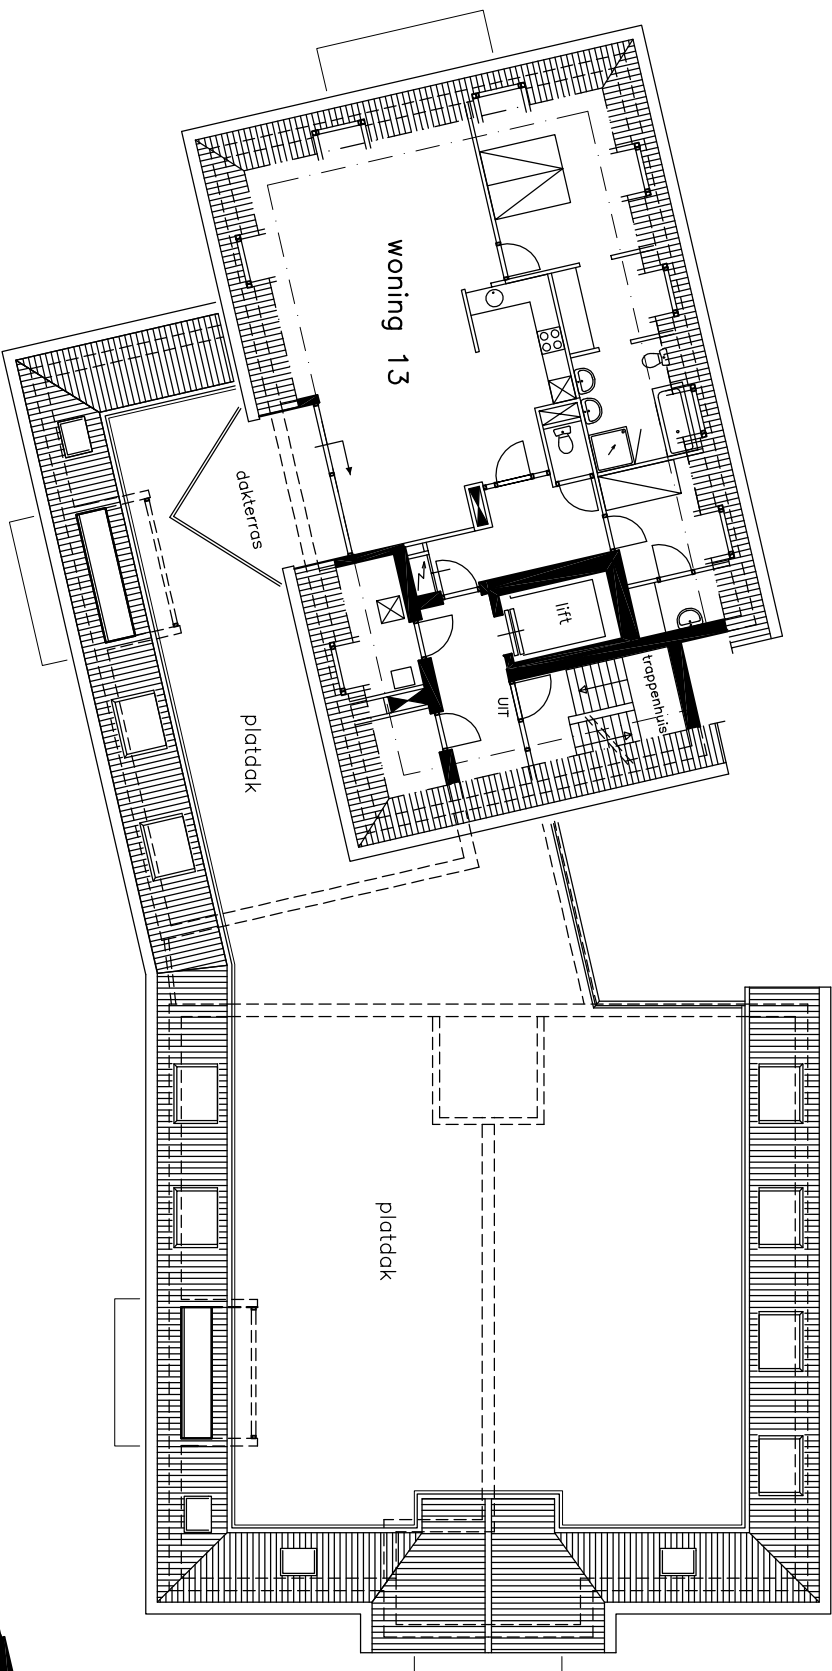 woning 13
dakterras
lift
trappenhuis
UIT
platdak
platdak